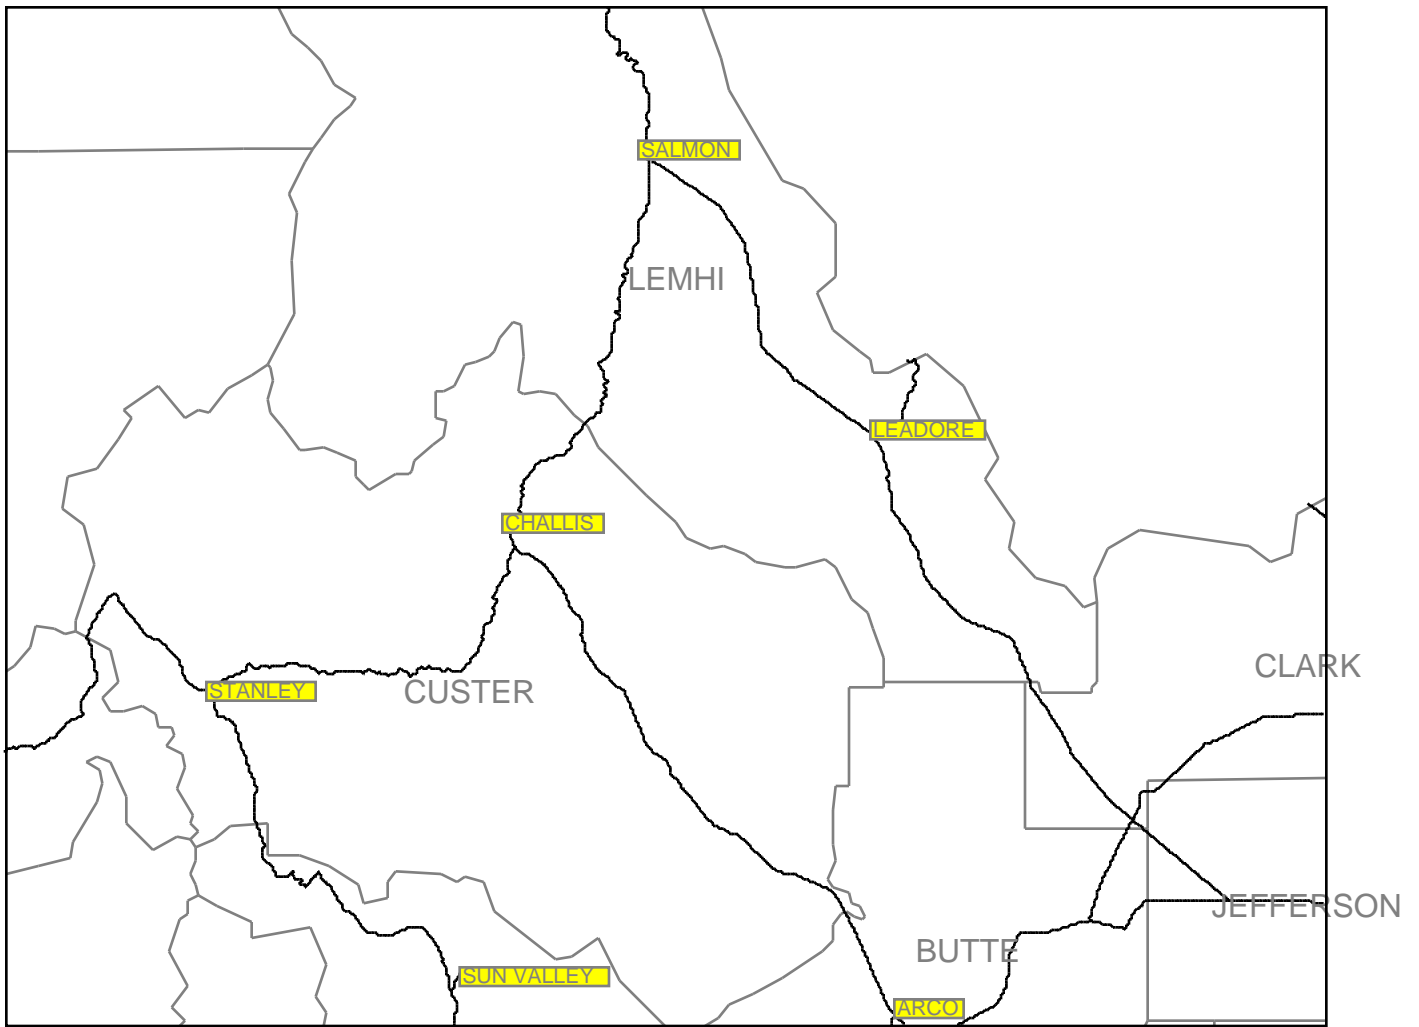 SALMON
LEMHI
LEADORE
CHALLIS
CLARK
STANLEY
CUSTER
JEFFERSON
BUTTE
SUN VALLEY
ARCO